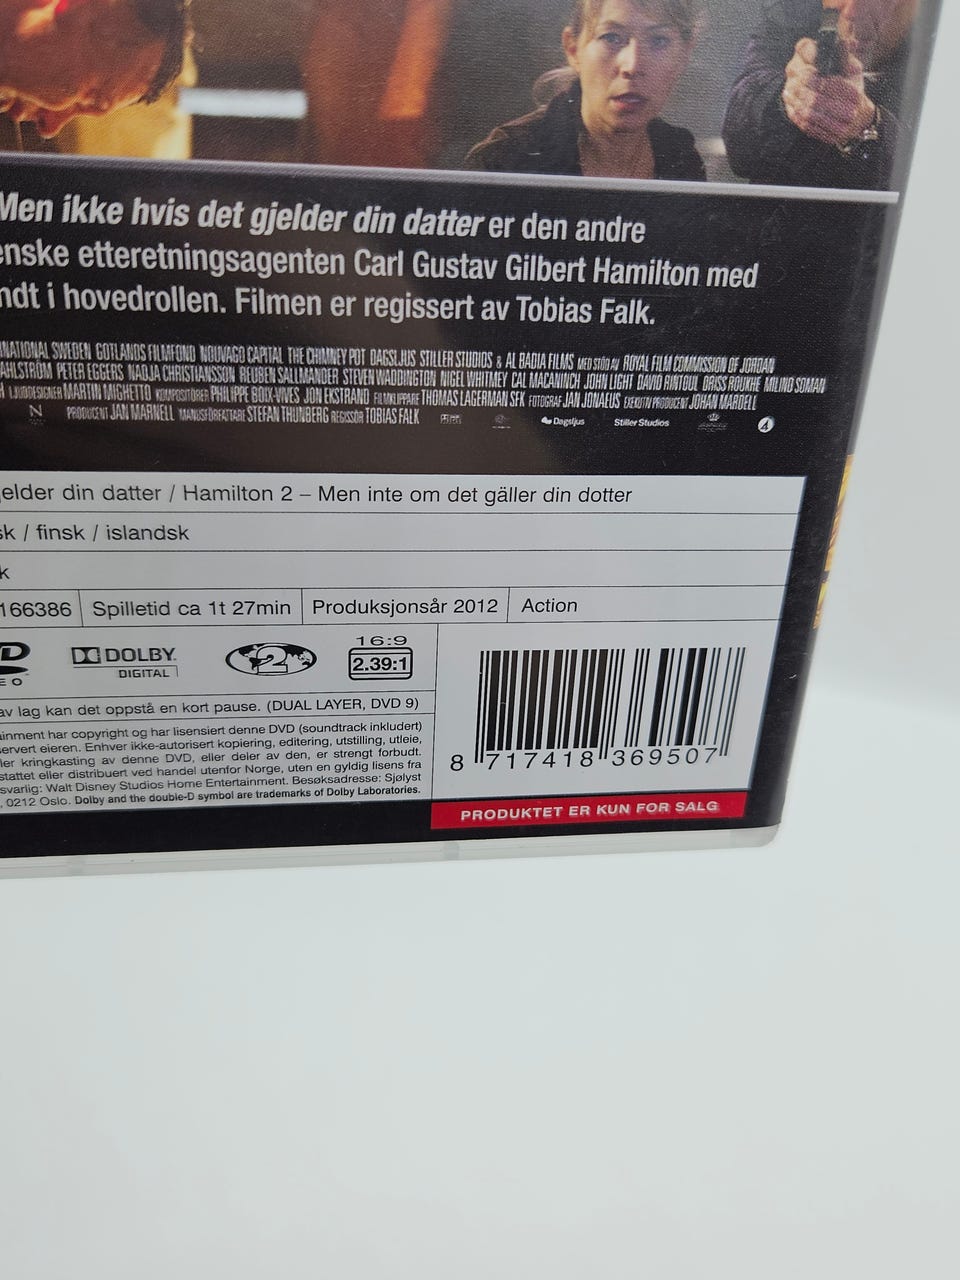 Men ikke hvis det gjelder din datter er den andre
enske etteretningsagenten Carl Gustav Gilbert Hamilton med
ndt i hovedrollen. Filmen er regissert av Tobias Falk.
NATIONAL SWEDEN GOTLANDS FILMFOND NOUVAGO CAPITAL THE CHIMNEY POT DAGSLJUS STILLER STUDIOS & AL BADIA FILMS MED STÖD AV ROYAL FILM COMMISSION OF JORDAN
AHLSTRÖM PETER EGGERS NADJA CHRISTIANSSON REUBEN SALLMANDER STEVEN WADDINGTON NIGEL WHITMEY CAL MACANINCH JOHN LIGHT DAVID RINTOUL DRISS ROUKHE MILIND SOMAN
LJUDDESIGNER MARTIN MIGHETTO KOMPOSITÖRER PHILIPPE BOIX-VIVES JON EKSTRAND FILMKLIPPARE THOMAS LAGERMAN SFK FOTOGRAF JAN JONAEUS EXEKUTIV PRODUCENT JOHAN MARDELL
N PRODUCENT JAN MARNELL MANUSFÖRFATTARE STEFAN THUNBERG REGISSÖR TOBIAS FALK Dagsljus Stiller Studios 4
elder din datter / Hamilton 2 – Men inte om det gäller din dotter
sk / finsk / islandsk
k
166386 Spilletid ca 1t 27min Produksjonsår 2012 Action
D DOLBY DIGITAL 2 16:9 2.39:1
EO
av lag kan det oppstå en kort pause. (DUAL LAYER, DVD 9)
ainment har copyright og har lisensiert denne DVD (soundtrack inkludert)
servert eieren. Enhver ikke-autorisert kopiering, editering, utstilling, utleie,
ler kringkasting av denne DVD, eller deler av den, er strengt forbudt.
stattet eller distribuert ved handel utenfor Norge, uten en gyldig lisens fra
svarlig: Walt Disney Studios Home Entertainment. Besøksadresse: Sjølyst
, 0212 Oslo. Dolby and the double-D symbol are trademarks of Dolby Laboratories.
8 717418 369507
PRODUKTET ER KUN FOR SALG